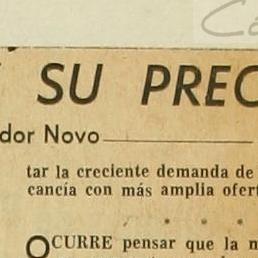 SU PREC
dor Novo
tar la creciente demanda de
cancía con más amplia ofert
OCURRE pensar que la m